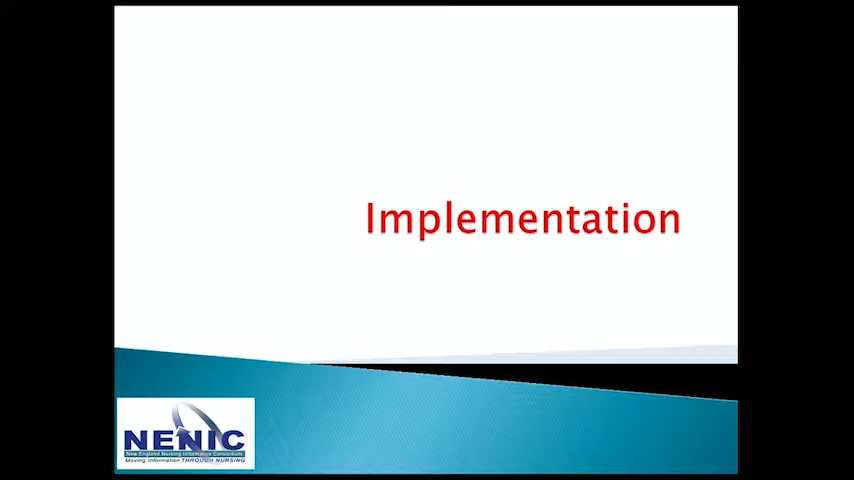 Implementation
NENIC
New England Nursing Informatics Consortium
Moving Information THROUGH NURSING